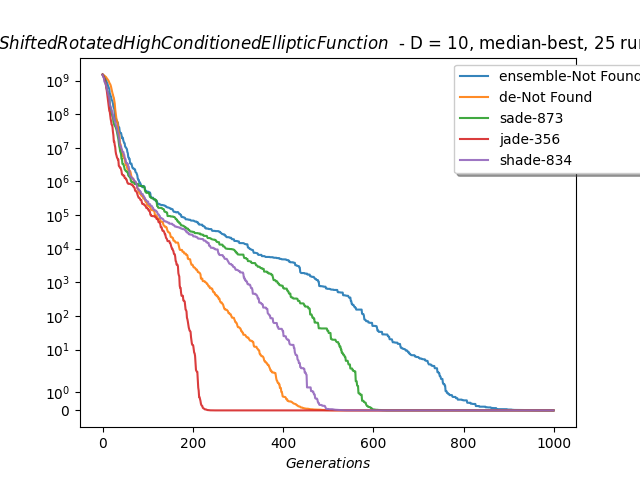 ShiftedRotatedHighConditionedEllipticFunction - D = 10, median-best, 25 ru
ensemble-Not Found
de-Not Found
sade-873
jade-356
shade-834
10⁹
10⁸
10⁷
10⁶
10⁵
10⁴
10³
10²
10¹
10⁰
0
0 200 400 600 800 1000
Generations